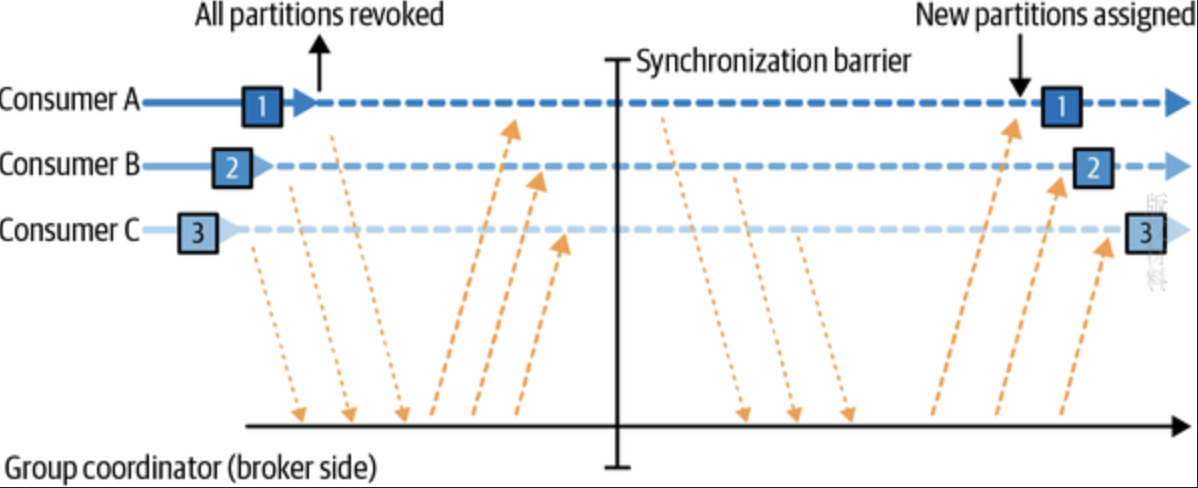 All partitions revoked
New partitions assigned
Synchronization barrier
Consumer A
1
1
Consumer B
2
2
Consumer C
3
3
Group coordinator (broker side)